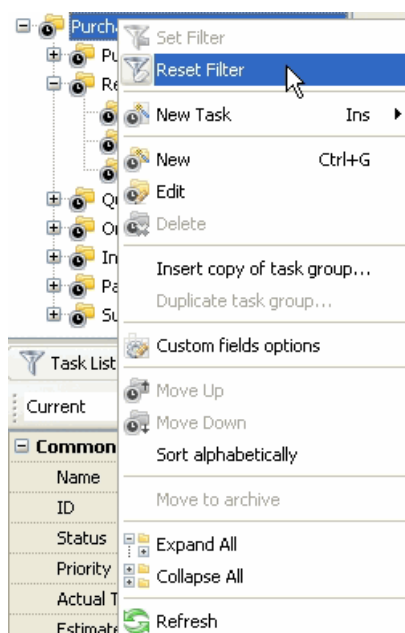 Purch
Set Filter
Pu
Reset Filter
Re
New Task Ins
New Ctrl+G
Edit
Qu
Delete
Or
In
Insert copy of task group...
Pa
Duplicate task group...
Su
Custom fields options
Task List
Move Up
Current
Move Down
Common
Sort alphabetically
Name
Move to archive
ID
Status
Expand All
Priority
Collapse All
Actual T
Estimate
Refresh